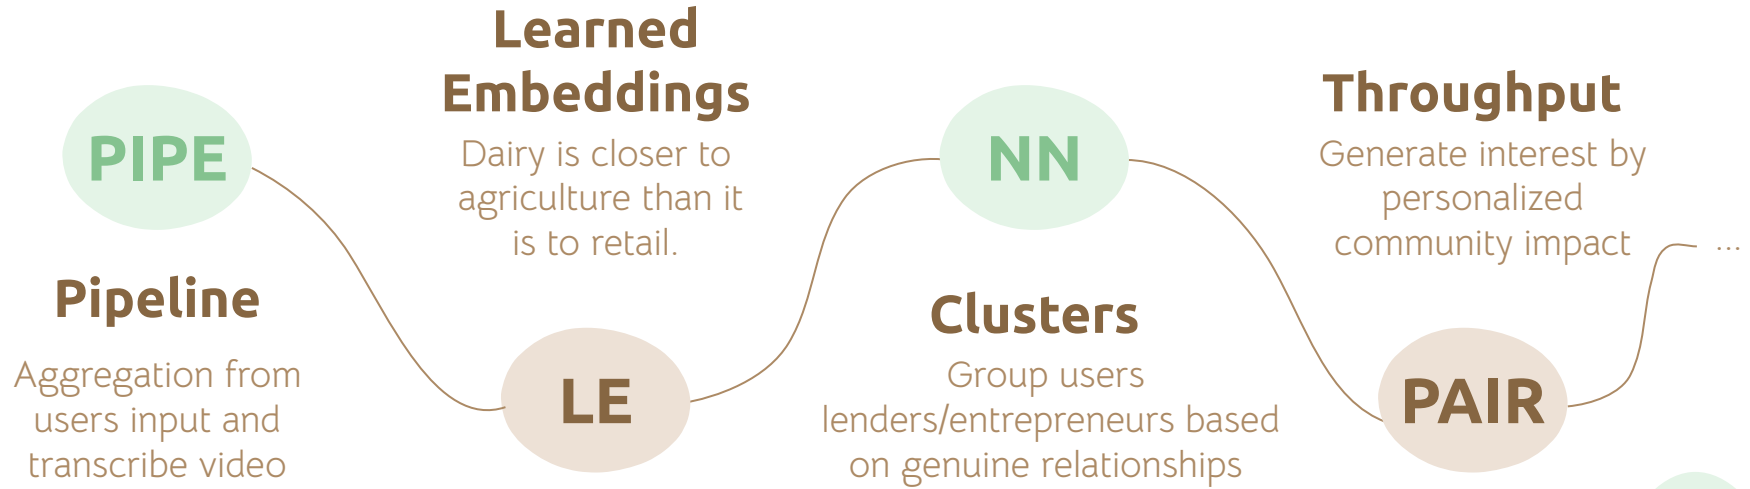 PIPE
Pipeline
Aggregation from
users input and
transcribe video
Learned
Embeddings
Dairy is closer to
agriculture than it
is to retail.
LE
NN
Clusters
Group users
lenders/entrepreneurs based
on genuine relationships
Throughput
Generate interest by
personalized
community impact
PAIR
...